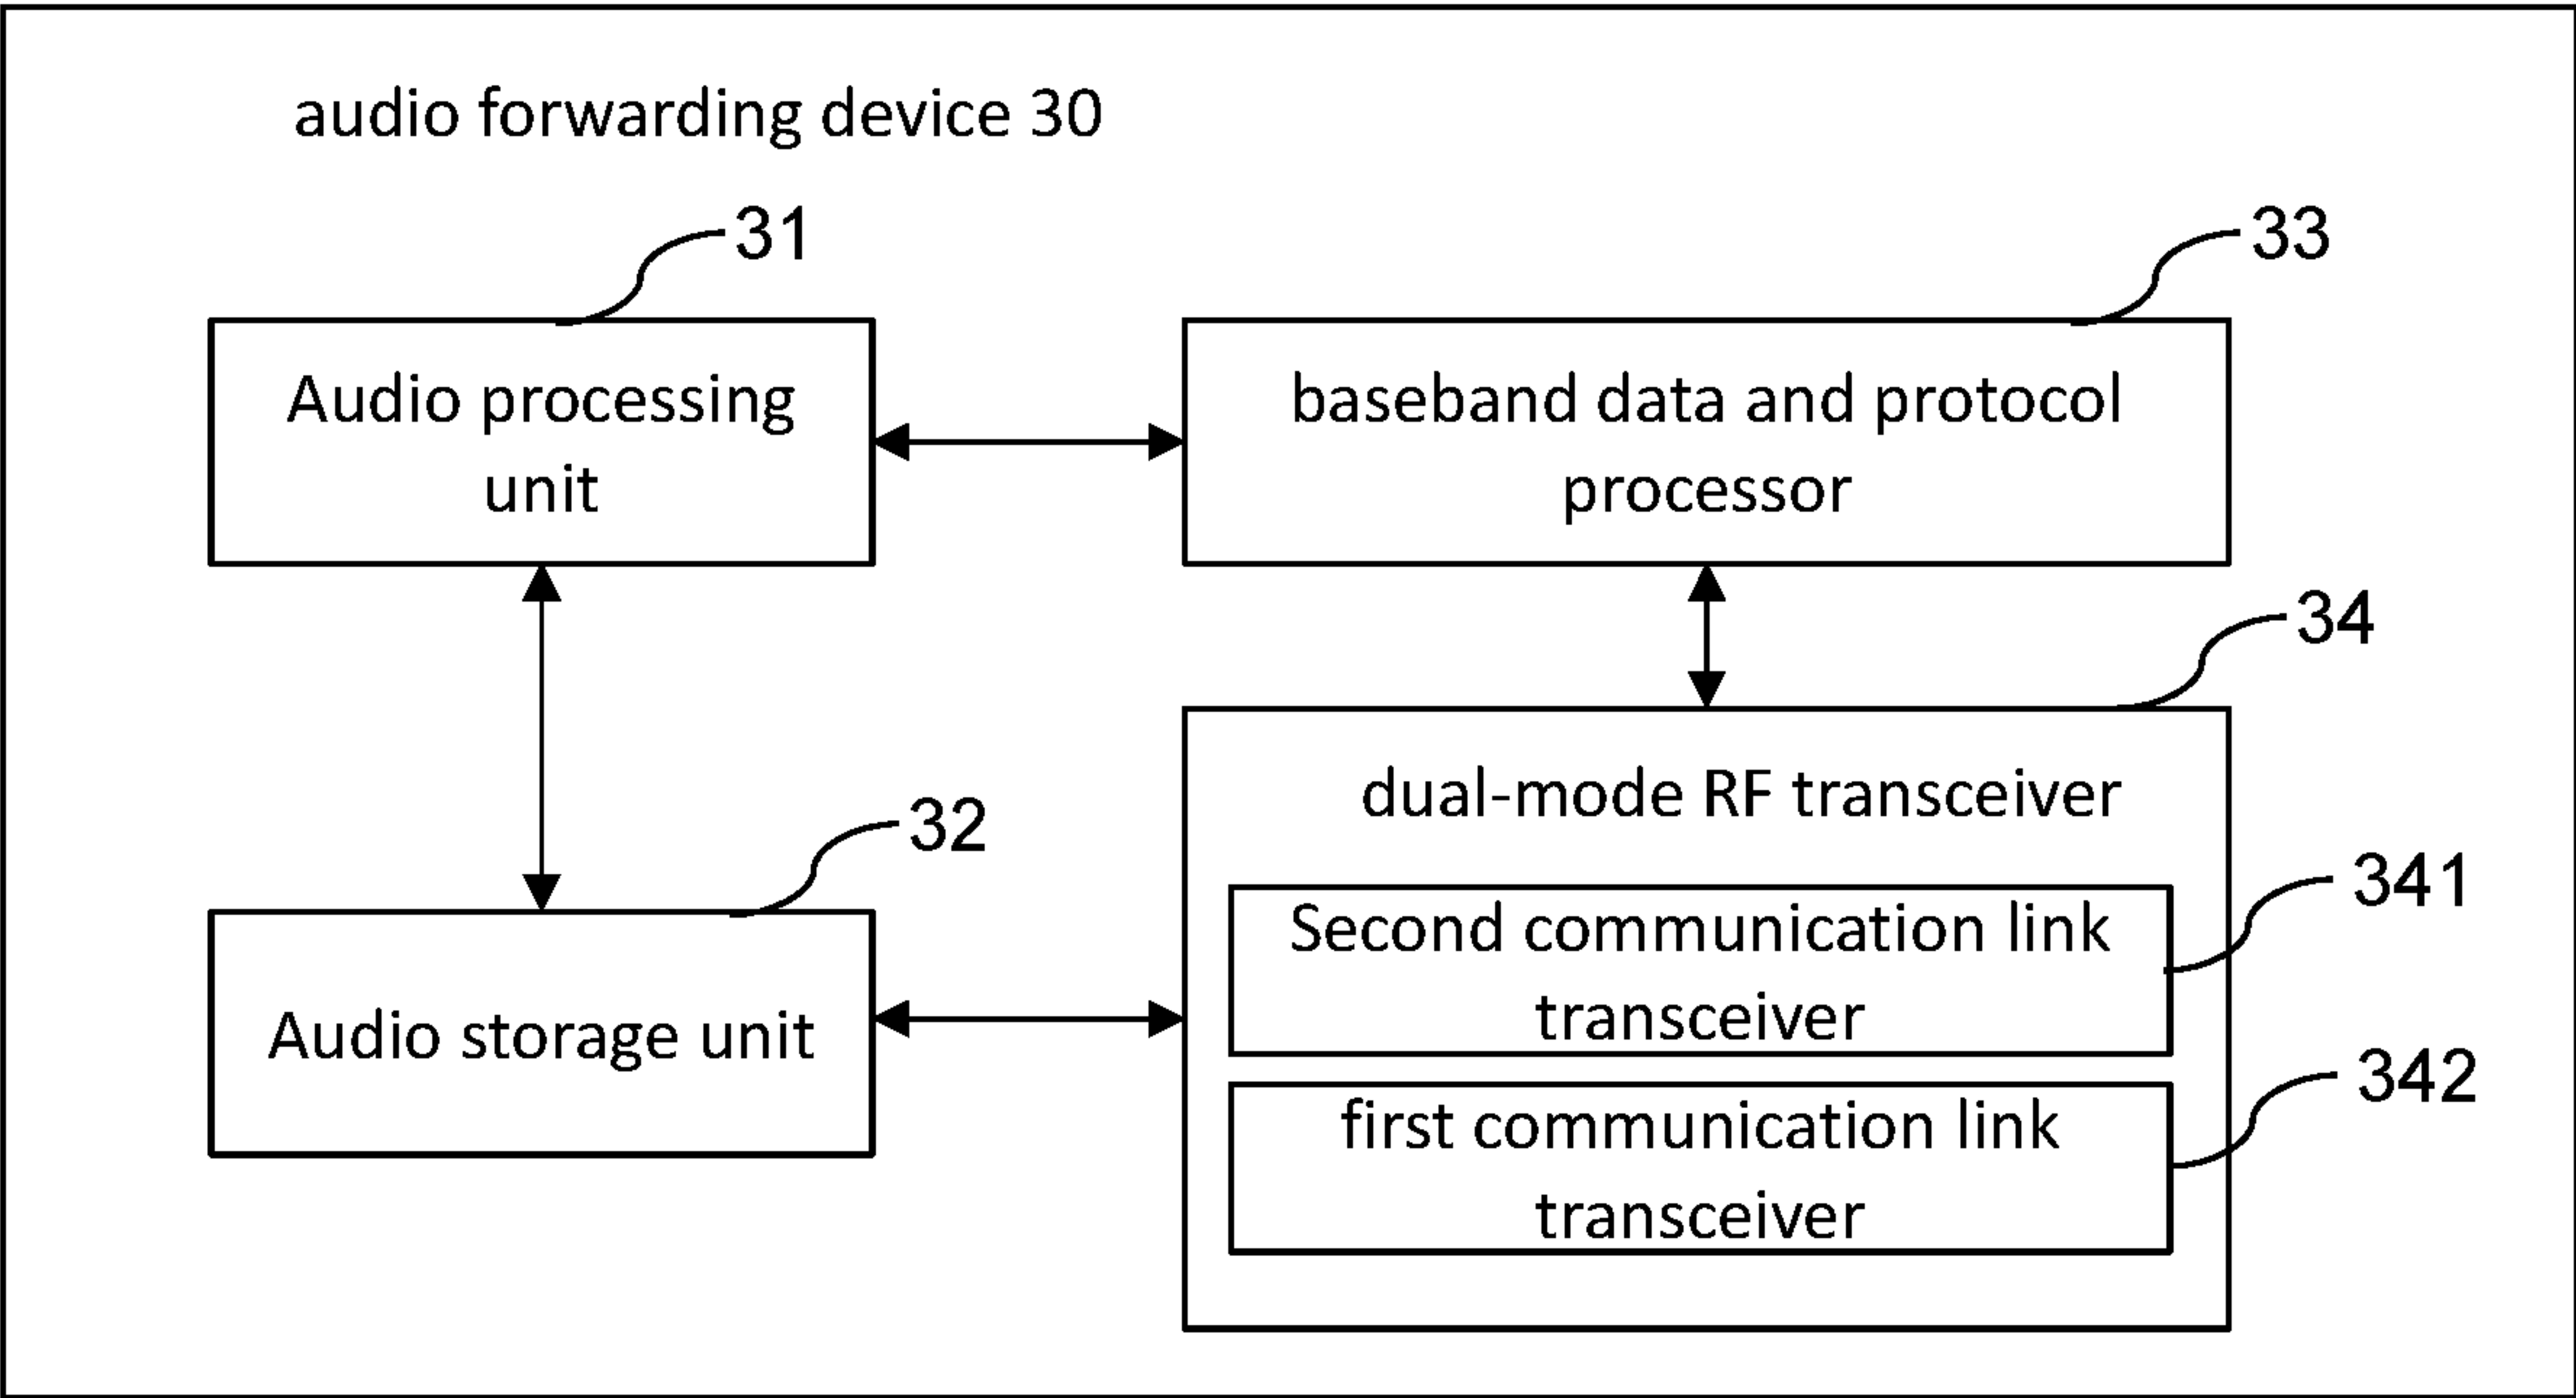 audio forwarding device 30
31
33
Audio processing
unit
baseband data and protocol
processor
34
32
dual-mode RF transceiver
341
Second communication link
transceiver
Audio storage unit
342
first communication link
transceiver